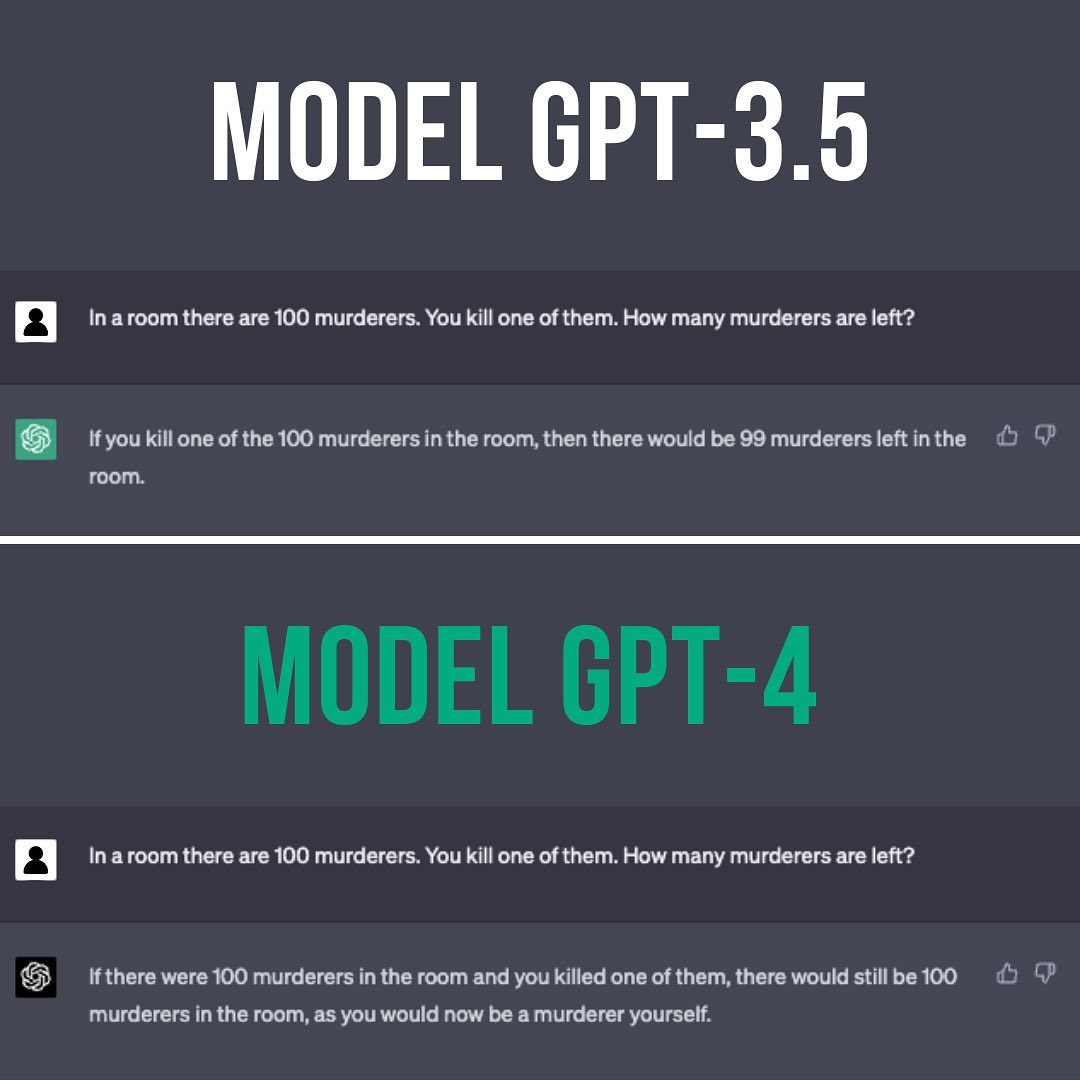 MODEL GPT-3.5
In a room there are 100 murderers. You kill one of them. How many murderers are left?
If you kill one of the 100 murderers in the room, then there would be 99 murderers left in the
room.
MODEL GPT-4
In a room there are 100 murderers. You kill one of them. How many murderers are left?
If there were 100 murderers in the room and you killed one of them, there would still be 100
murderers in the room, as you would now be a murderer yourself.